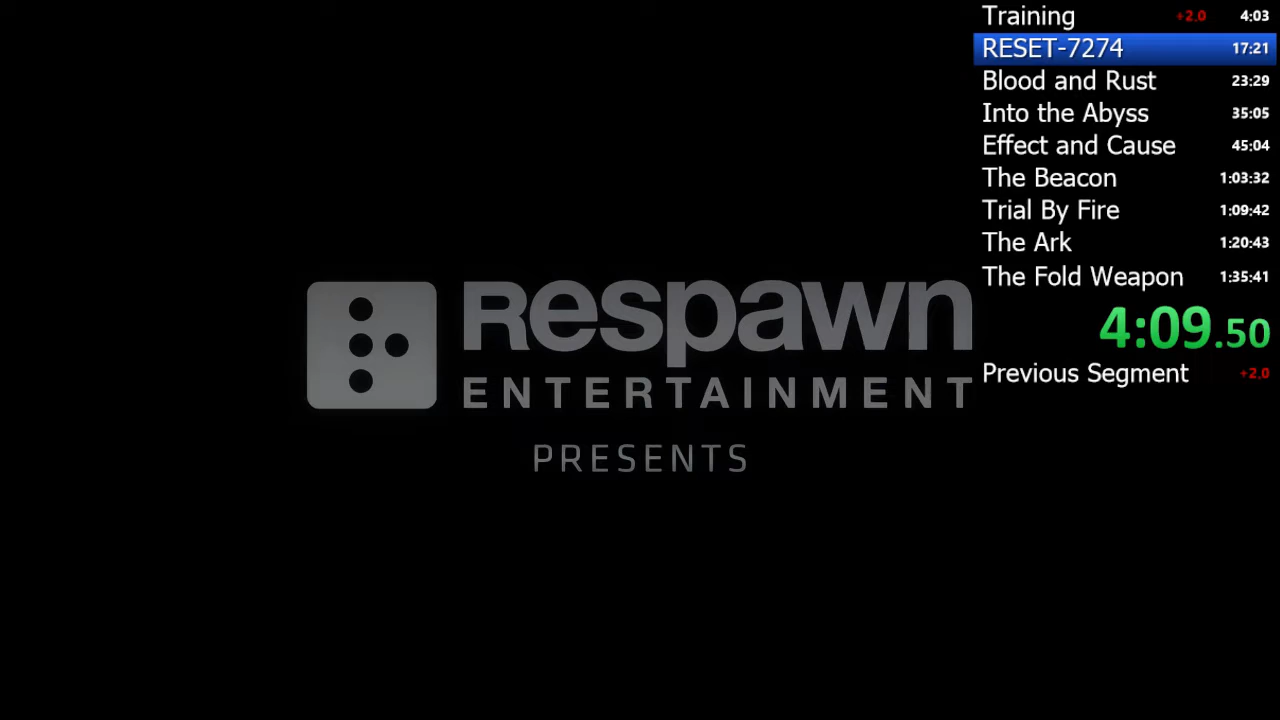 Training +2.0 4:03
RESET-7274 17:21
Blood and Rust 23:29
Into the Abyss 35:05
Effect and Cause 45:04
The Beacon 1:03:32
Trial By Fire 1:09:42
The Ark 1:20:43
The Fold Weapon 1:35:41
4:09.50
Previous Segment +2.0
Respawn
ENTERTAINMENT
PRESENTS